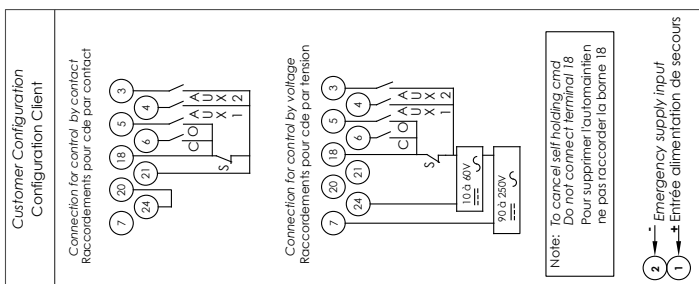 Customer Configuration
Configuration Client
Connection for control by contact
Raccordements pour cde par contact
7
20
24
18
21
5
6
3
4
S
C
O
A
U
X
1
A
U
X
2
Connection for control by voltage
Raccordements pour cde par tension
7
20
24
18
21
5
6
3
4
S
C
O
A
U
X
1
A
U
X
2
10 à 60V
90 à 250V
Note: To cancel self holding cmd
Do not connect terminal 18
Pour supprimer l'automaintien
ne pas raccorder la borne 18
2 - Emergency supply input
1 + Entrée alimentation de secours